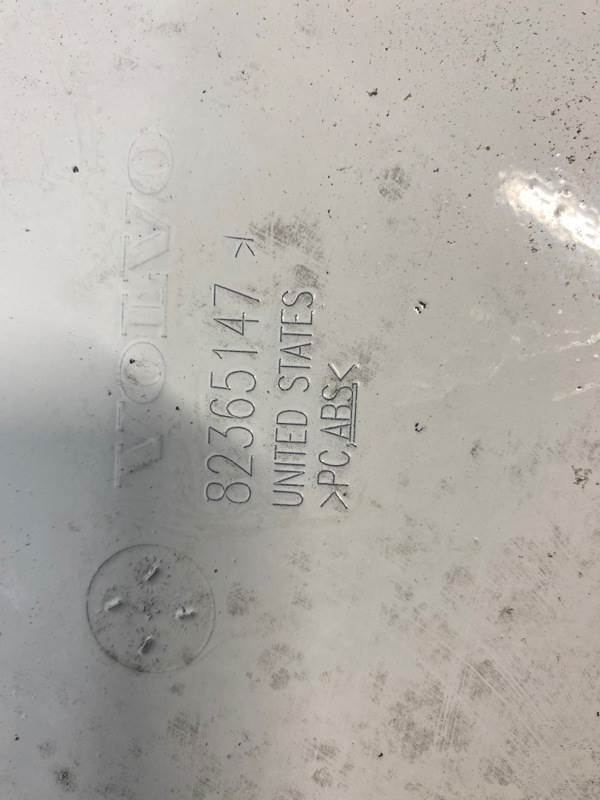 VOLVO
82365147 >|
UNITED STATES
>PC,ABS<